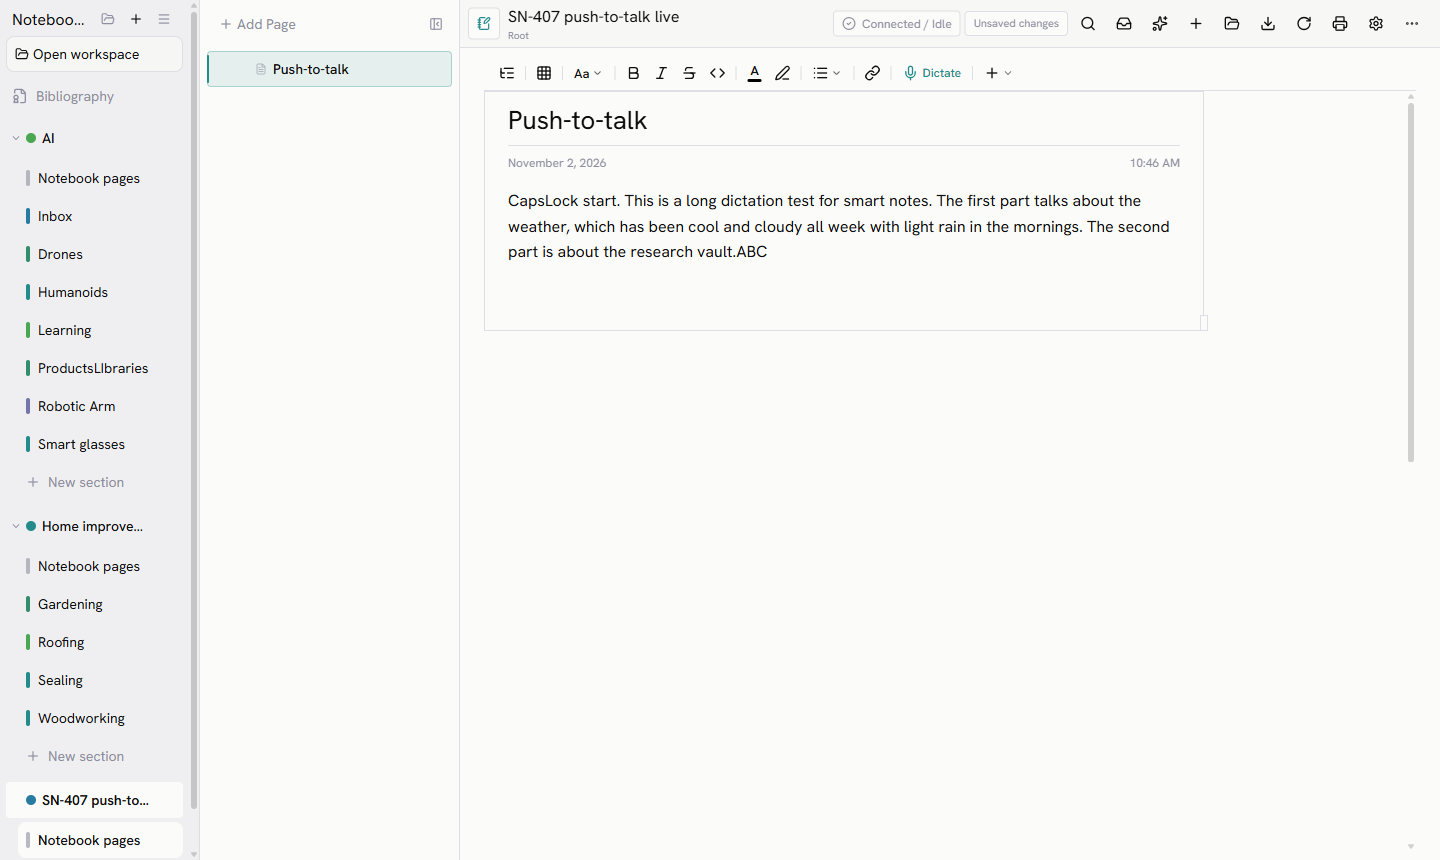 Noteboo...
Open workspace
Bibliography
AI
Notebook pages
Inbox
Drones
Humanoids
Learning
ProductsLIbraries
Robotic Arm
Smart glasses
New section
Home improve...
Notebook pages
Gardening
Roofing
Sealing
Woodworking
New section
SN-407 push-to...
Notebook pages
Add Page
Push-to-talk
SN-407 push-to-talk live
Root
Connected / Idle
Unsaved changes
Aa
B
I
S
A
Dictate
Push-to-talk
November 2, 2026
10:46 AM
CapsLock start. This is a long dictation test for smart notes. The first part talks about the
weather, which has been cool and cloudy all week with light rain in the mornings. The second
part is about the research vault.ABC